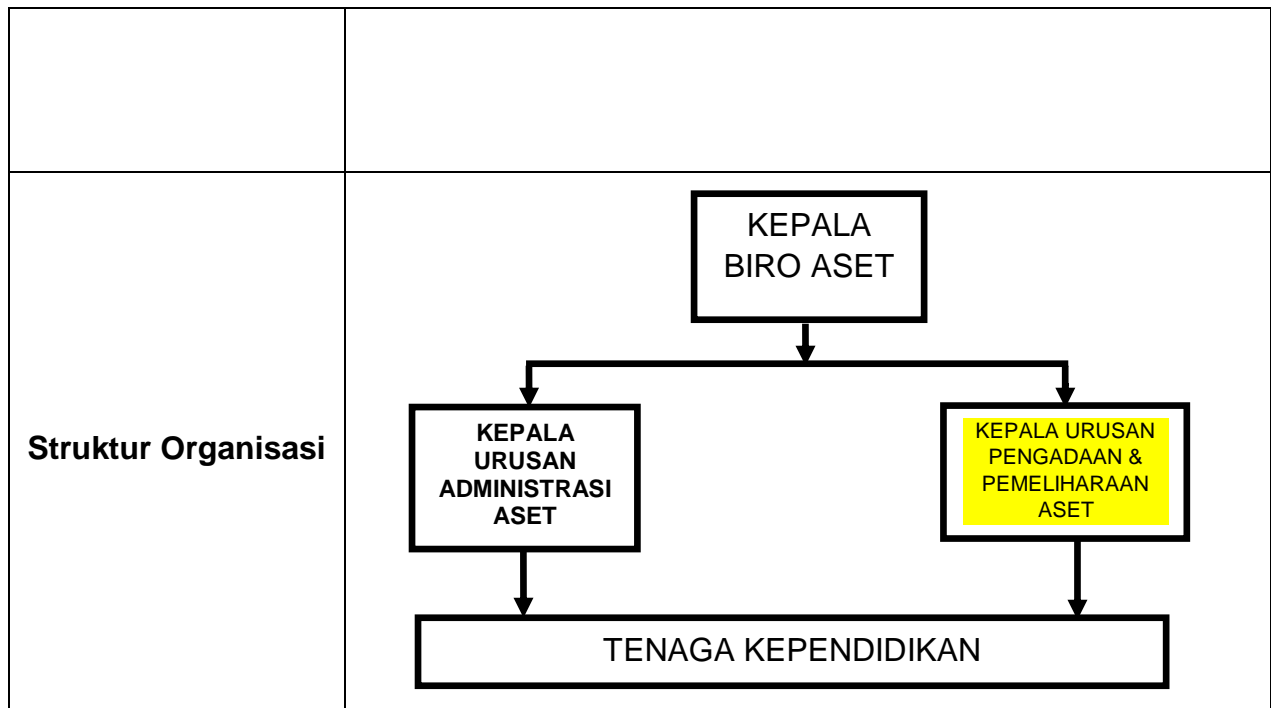 Struktur Organisasi
KEPALA
BIRO ASET
KEPALA
URUSAN
ADMINISTRASI
ASET
KEPALA URUSAN
PENGADAAN &
PEMELIHARAAN
ASET
TENAGA KEPENDIDIKAN